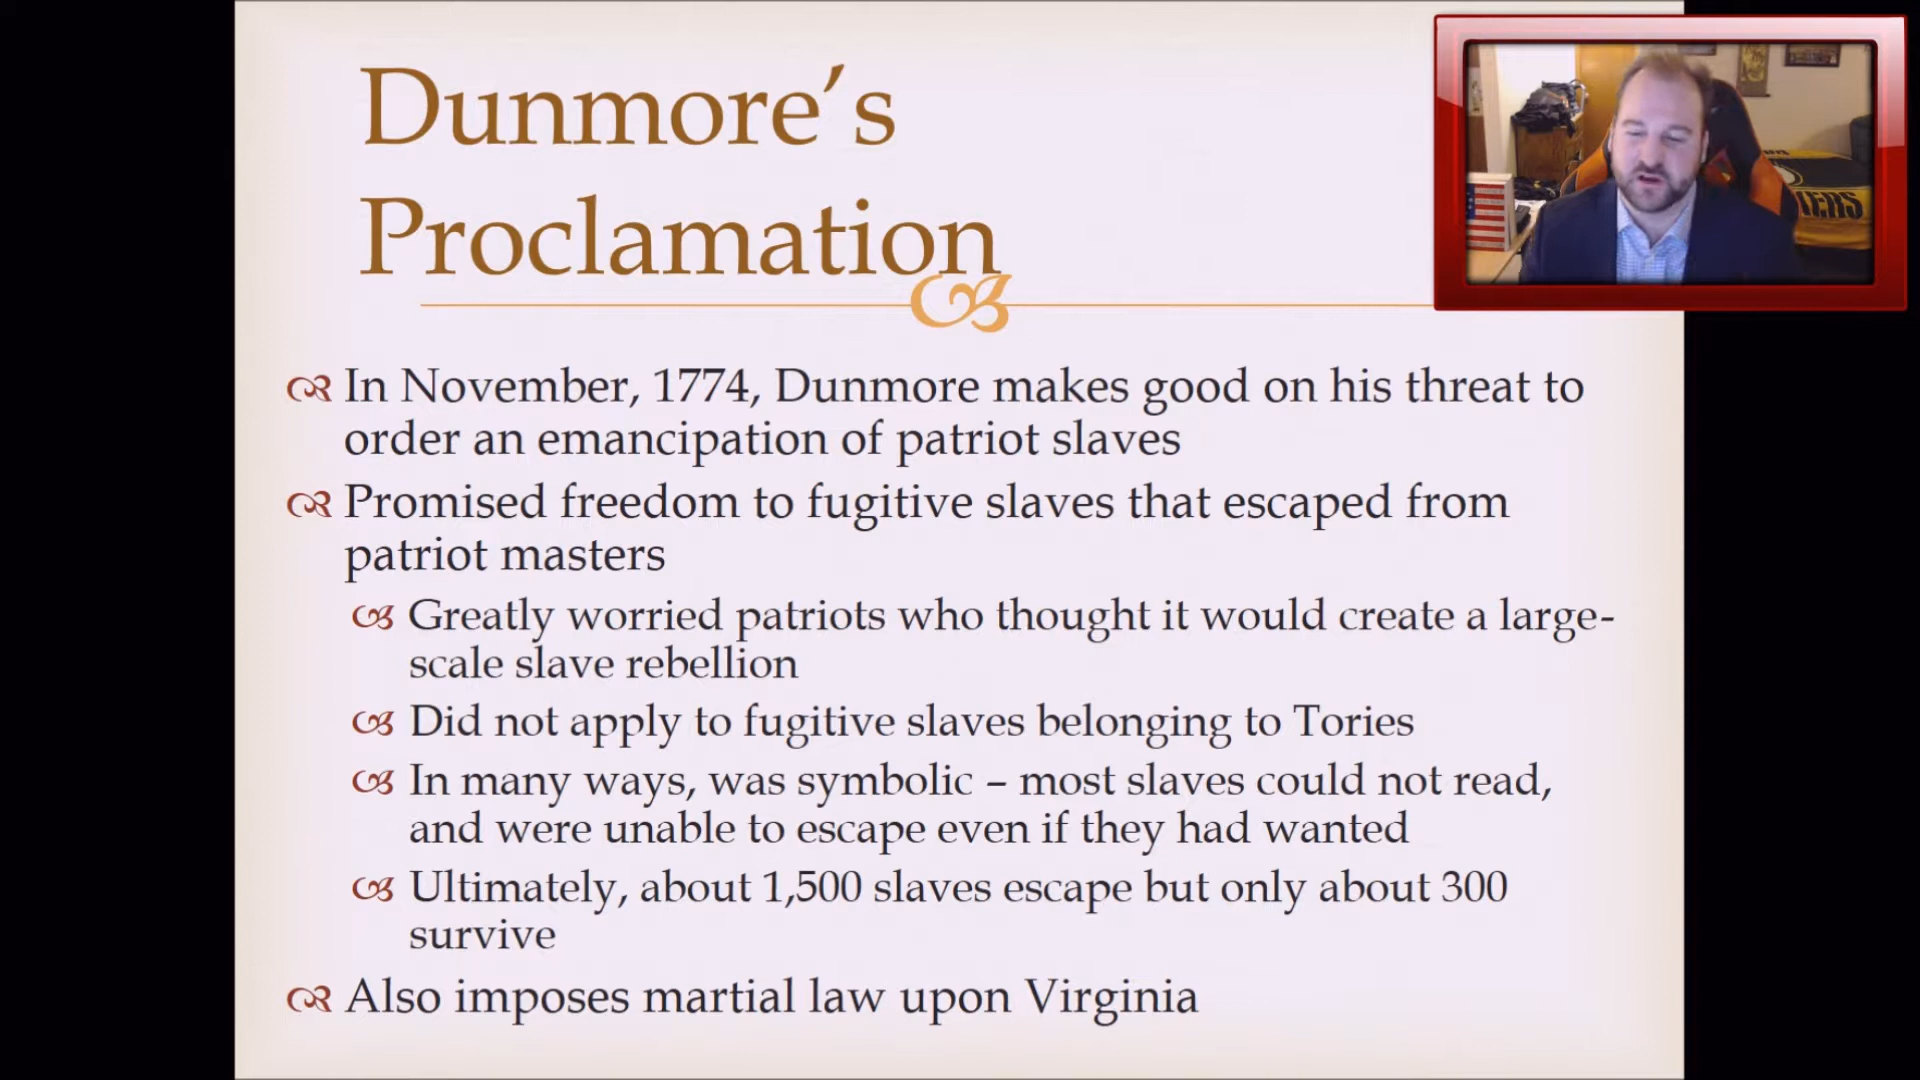 Dunmore's
Proclamation
In November, 1774, Dunmore makes good on his threat to
order an emancipation of patriot slaves
Promised freedom to fugitive slaves that escaped from
patriot masters
Greatly worried patriots who thought it would create a large-
scale slave rebellion
Did not apply to fugitive slaves belonging to Tories
In many ways, was symbolic – most slaves could not read,
and were unable to escape even if they had wanted
Ultimately, about 1,500 slaves escape but only about 300
survive
Also imposes martial law upon Virginia